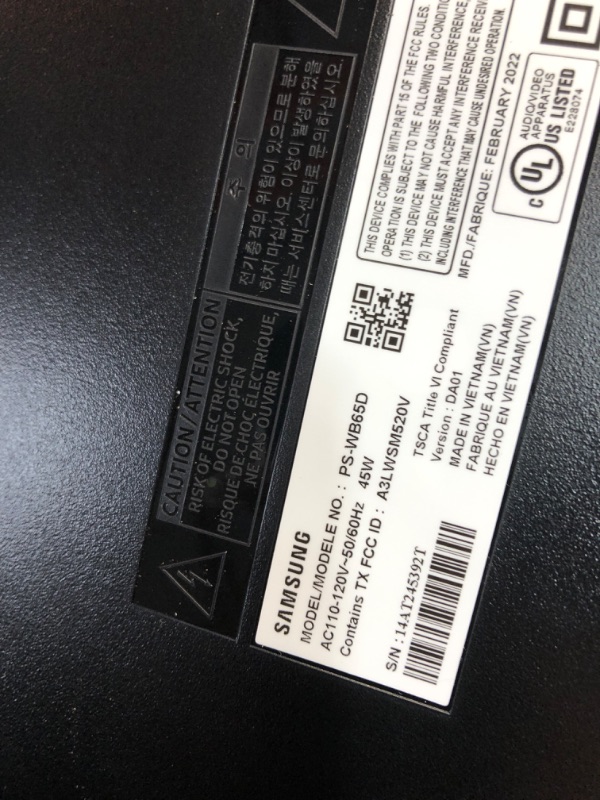 SAMSUNG
MODEL/MODELE NO. : PS-WB65D
AC110-120V~50/60Hz 45W
Contains TX FCC ID : A3LWSM520V
S/N : 14AT245392T
TSCA Title VI Compliant
Version : DA01
MADE IN VIETNAM(VN)
FABRIQUE AU VIETNAM(VN)
HECHO EN VIETNAM(VN)
THIS DEVICE COMPLIES WITH PART 15 OF THE FCC RULES.
OPERATION IS SUBJECT TO THE FOLLOWING TWO CONDITIO
(1) THIS DEVICE MAY NOT CAUSE HARMFUL INTERFERENCE,
(2) THIS DEVICE MUST ACCEPT ANY INTERFERENCE RECEIV
INCLUDING INTERFERENCE THAT MAY CAUSE UNDESIRED OPERATION.
MFD./FABRIQUE: FEBRUARY 2022
C UL US LISTED
AUDIO/VIDEO
APPARATUS
E228074
CAUTION/ATTENTION
RISK OF ELECTRIC SHOCK,
DO NOT OPEN
RISQUE DE CHOC ÉLECTRIQUE,
NE PAS OUVRIR
주 의
전기충격의 위험이 있으므로 분해
하지 마십시오. 이상이 발생하였을
때는 서비스센터로 문의하십시오.